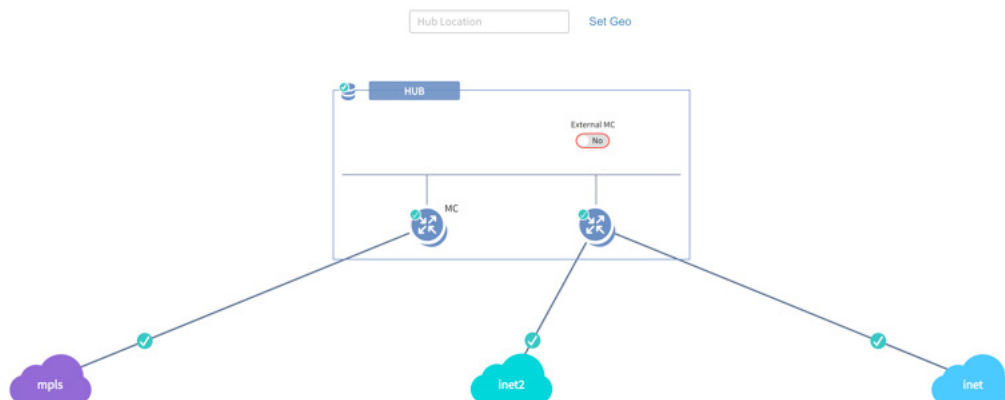 Hub Location
Set Geo
HUB
External MC
No
MC
mpls
inet2
inet